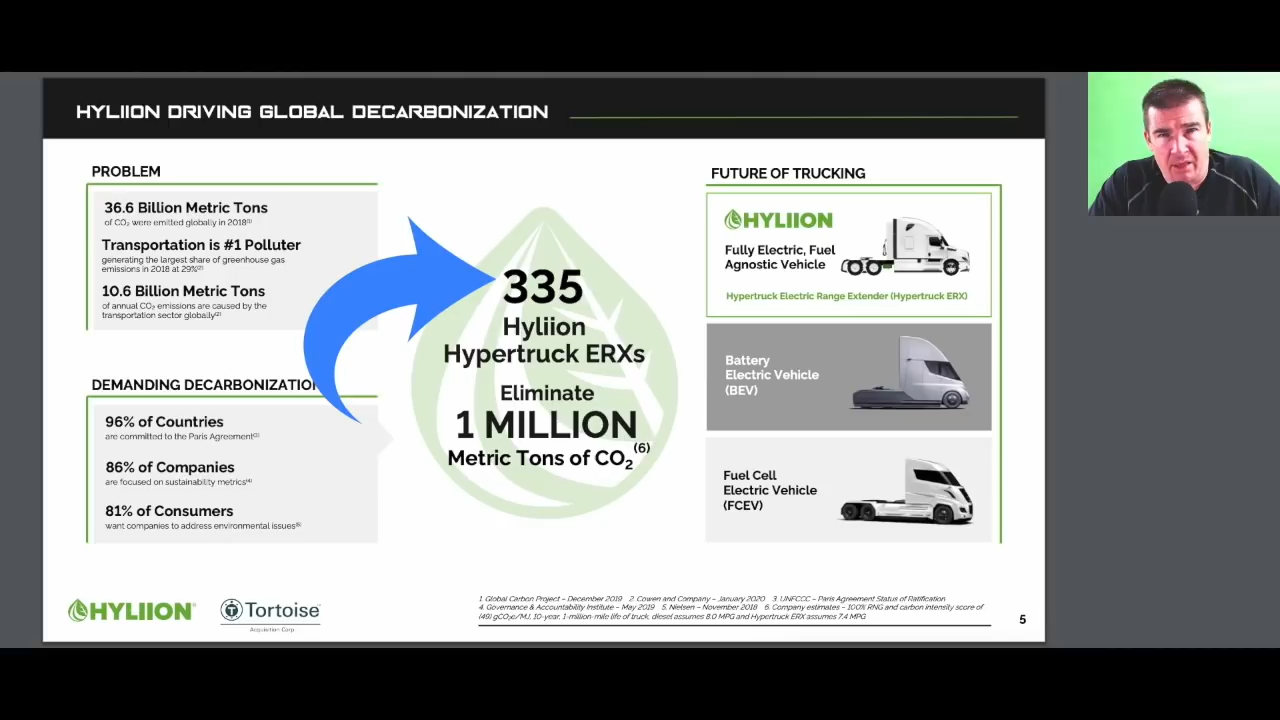 HYLIION DRIVING GLOBAL DECARBONIZATION
PROBLEM
36.6 Billion Metric Tons
of CO₂ were emitted globally in 2018⁽¹⁾
Transportation is #1 Polluter
generating the largest share of greenhouse gas
emissions in 2018 at 29%⁽²⁾
10.6 Billion Metric Tons
of annual CO₂ emissions are caused by the
transportation sector globally⁽²⁾
DEMANDING DECARBONIZATION
96% of Countries
are committed to the Paris Agreement⁽³⁾
86% of Companies
are focused on sustainability metrics⁽⁴⁾
81% of Consumers
want companies to address environmental issues⁽⁵⁾
335
Hyliion
Hypertruck ERXs
Eliminate
1 MILLION
Metric Tons of CO₂⁽⁶⁾
FUTURE OF TRUCKING
HYLIION
Fully Electric, Fuel
Agnostic Vehicle
Hypertruck Electric Range Extender (Hypertruck ERX)
Battery
Electric Vehicle
(BEV)
Fuel Cell
Electric Vehicle
(FCEV)
HYLIION
Tortoise
Acquisition Corp
1. Global Carbon Project – December 2019 2. Cowen and Company – January 2020 3. UNFCCC – Paris Agreement Status of Ratification
4. Governance & Accountability Institute – May 2019 5. Nielsen – November 2018 6. Company estimates – 100% RNG and carbon intensity score of
(49) gCO₂e/MJ, 10-year, 1-million-mile life of truck, diesel assumes 8.0 MPG and Hypertruck ERX assumes 7.4 MPG
5